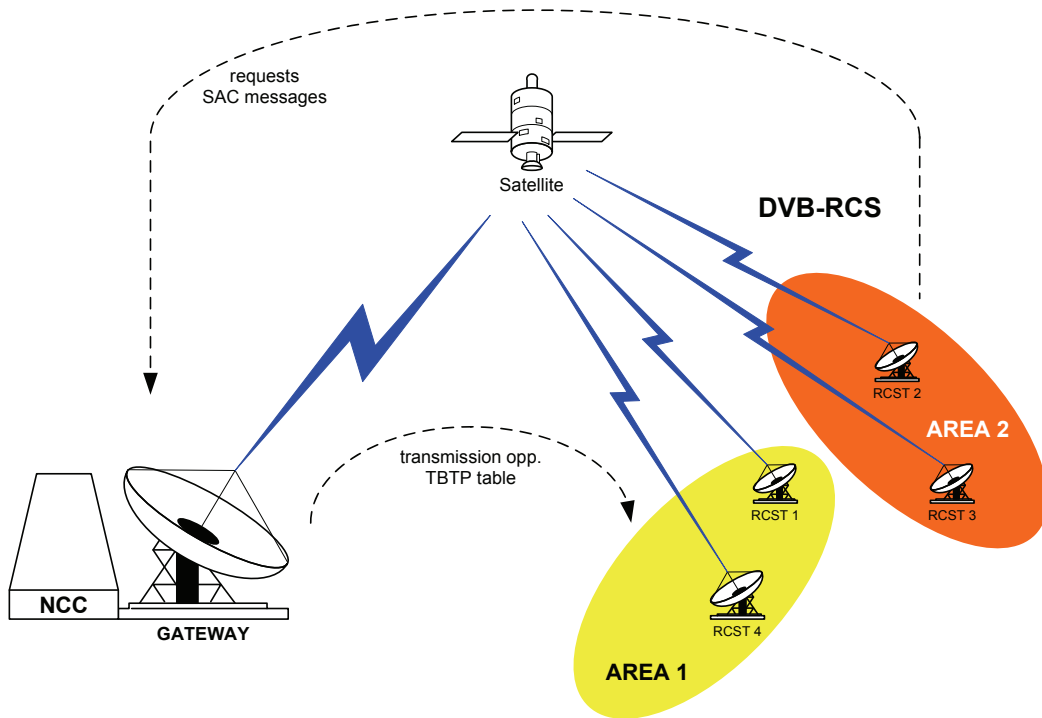 requests
SAC messages
Satellite
DVB-RCS
RCST 2
AREA 2
transmission opp.
TBTP table
RCST 1
RCST 3
NCC
GATEWAY
RCST 4
AREA 1